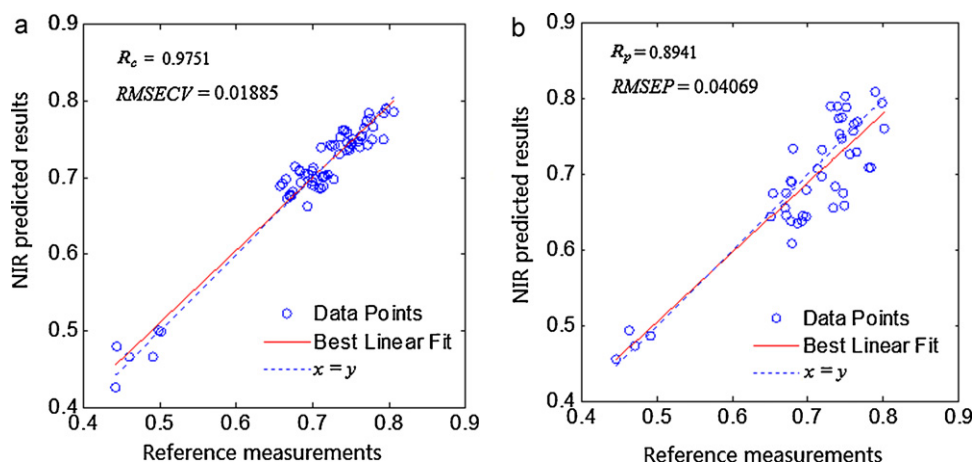 a
R_c = 0.9751
RMSECV = 0.01885
0.9
0.8
0.7
0.6
0.5
0.4
NIR predicted results
Data Points
Best Linear Fit
x = y
0.4 0.5 0.6 0.7 0.8 0.9
Reference measurements
b
R_p = 0.8941
RMSEP = 0.04069
0.9
0.8
0.7
0.6
0.5
0.4
NIR predicted results
Data Points
Best Linear Fit
x = y
0.4 0.5 0.6 0.7 0.8 0.9
Reference measurements